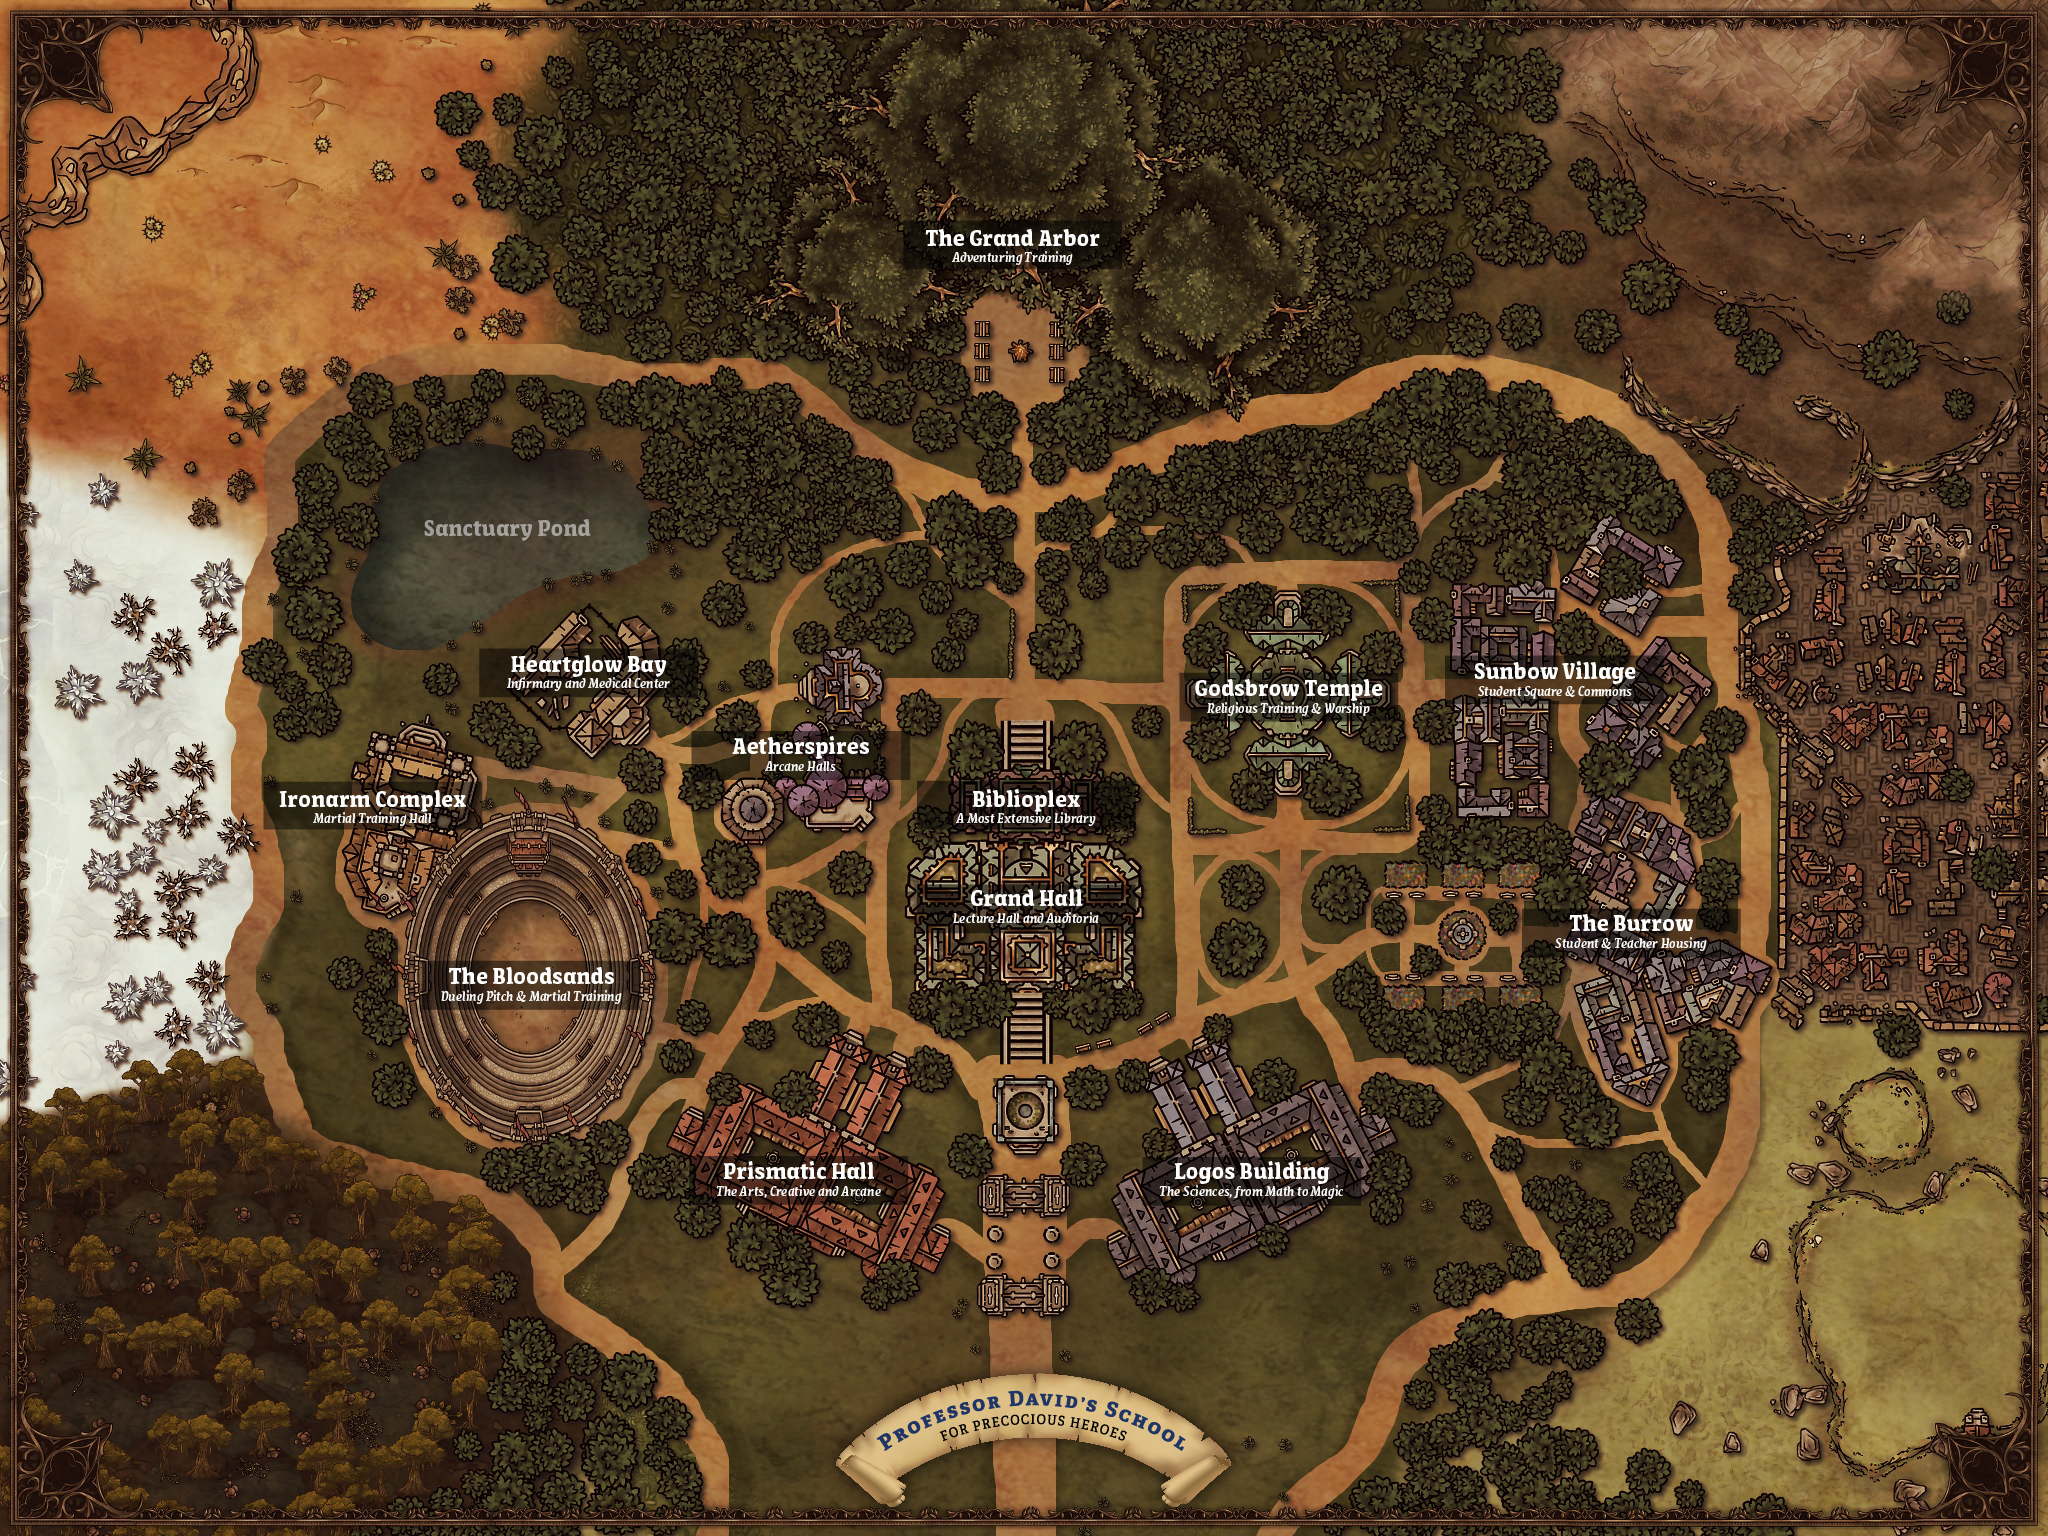 The Grand Arbor
Adventuring Training
Sanctuary Pond
Heartglow Bay
Infirmary and Medical Center
Godsbrow Temple
Religious Training & Worship
Sunbow Village
Student Square & Commons
Aetherspires
Arcane Halls
Ironarm Complex
Martial Training Hall
Biblioplex
A Most Extensive Library
Grand Hall
Lecture Hall and Auditoria
The Burrow
Student & Teacher Housing
The Bloodsands
Dueling Pitch & Martial Training
Prismatic Hall
The Arts, Creative and Arcane
Logos Building
The Sciences, from Math to Magic
PROFESSOR DAVID'S SCHOOL
FOR PRECOCIOUS HEROES